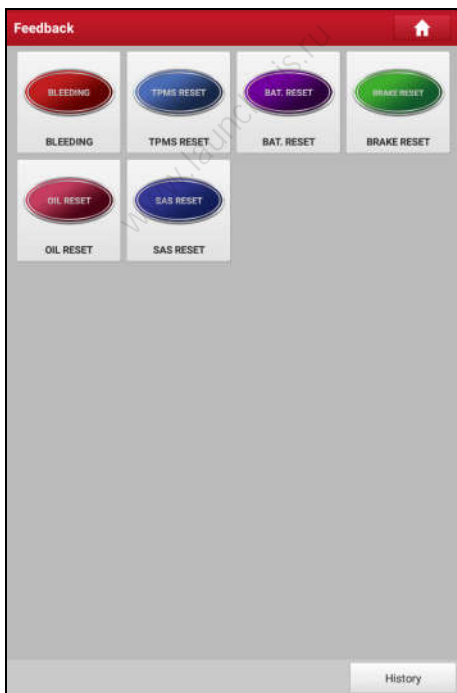 Feedback
BLEEDING TPMS RESET BAT. RESET BRAKE RESET
BLEEDING TPMS RESET BAT. RESET BRAKE RESET
OIL RESET SAS RESET
OIL RESET SAS RESET
History